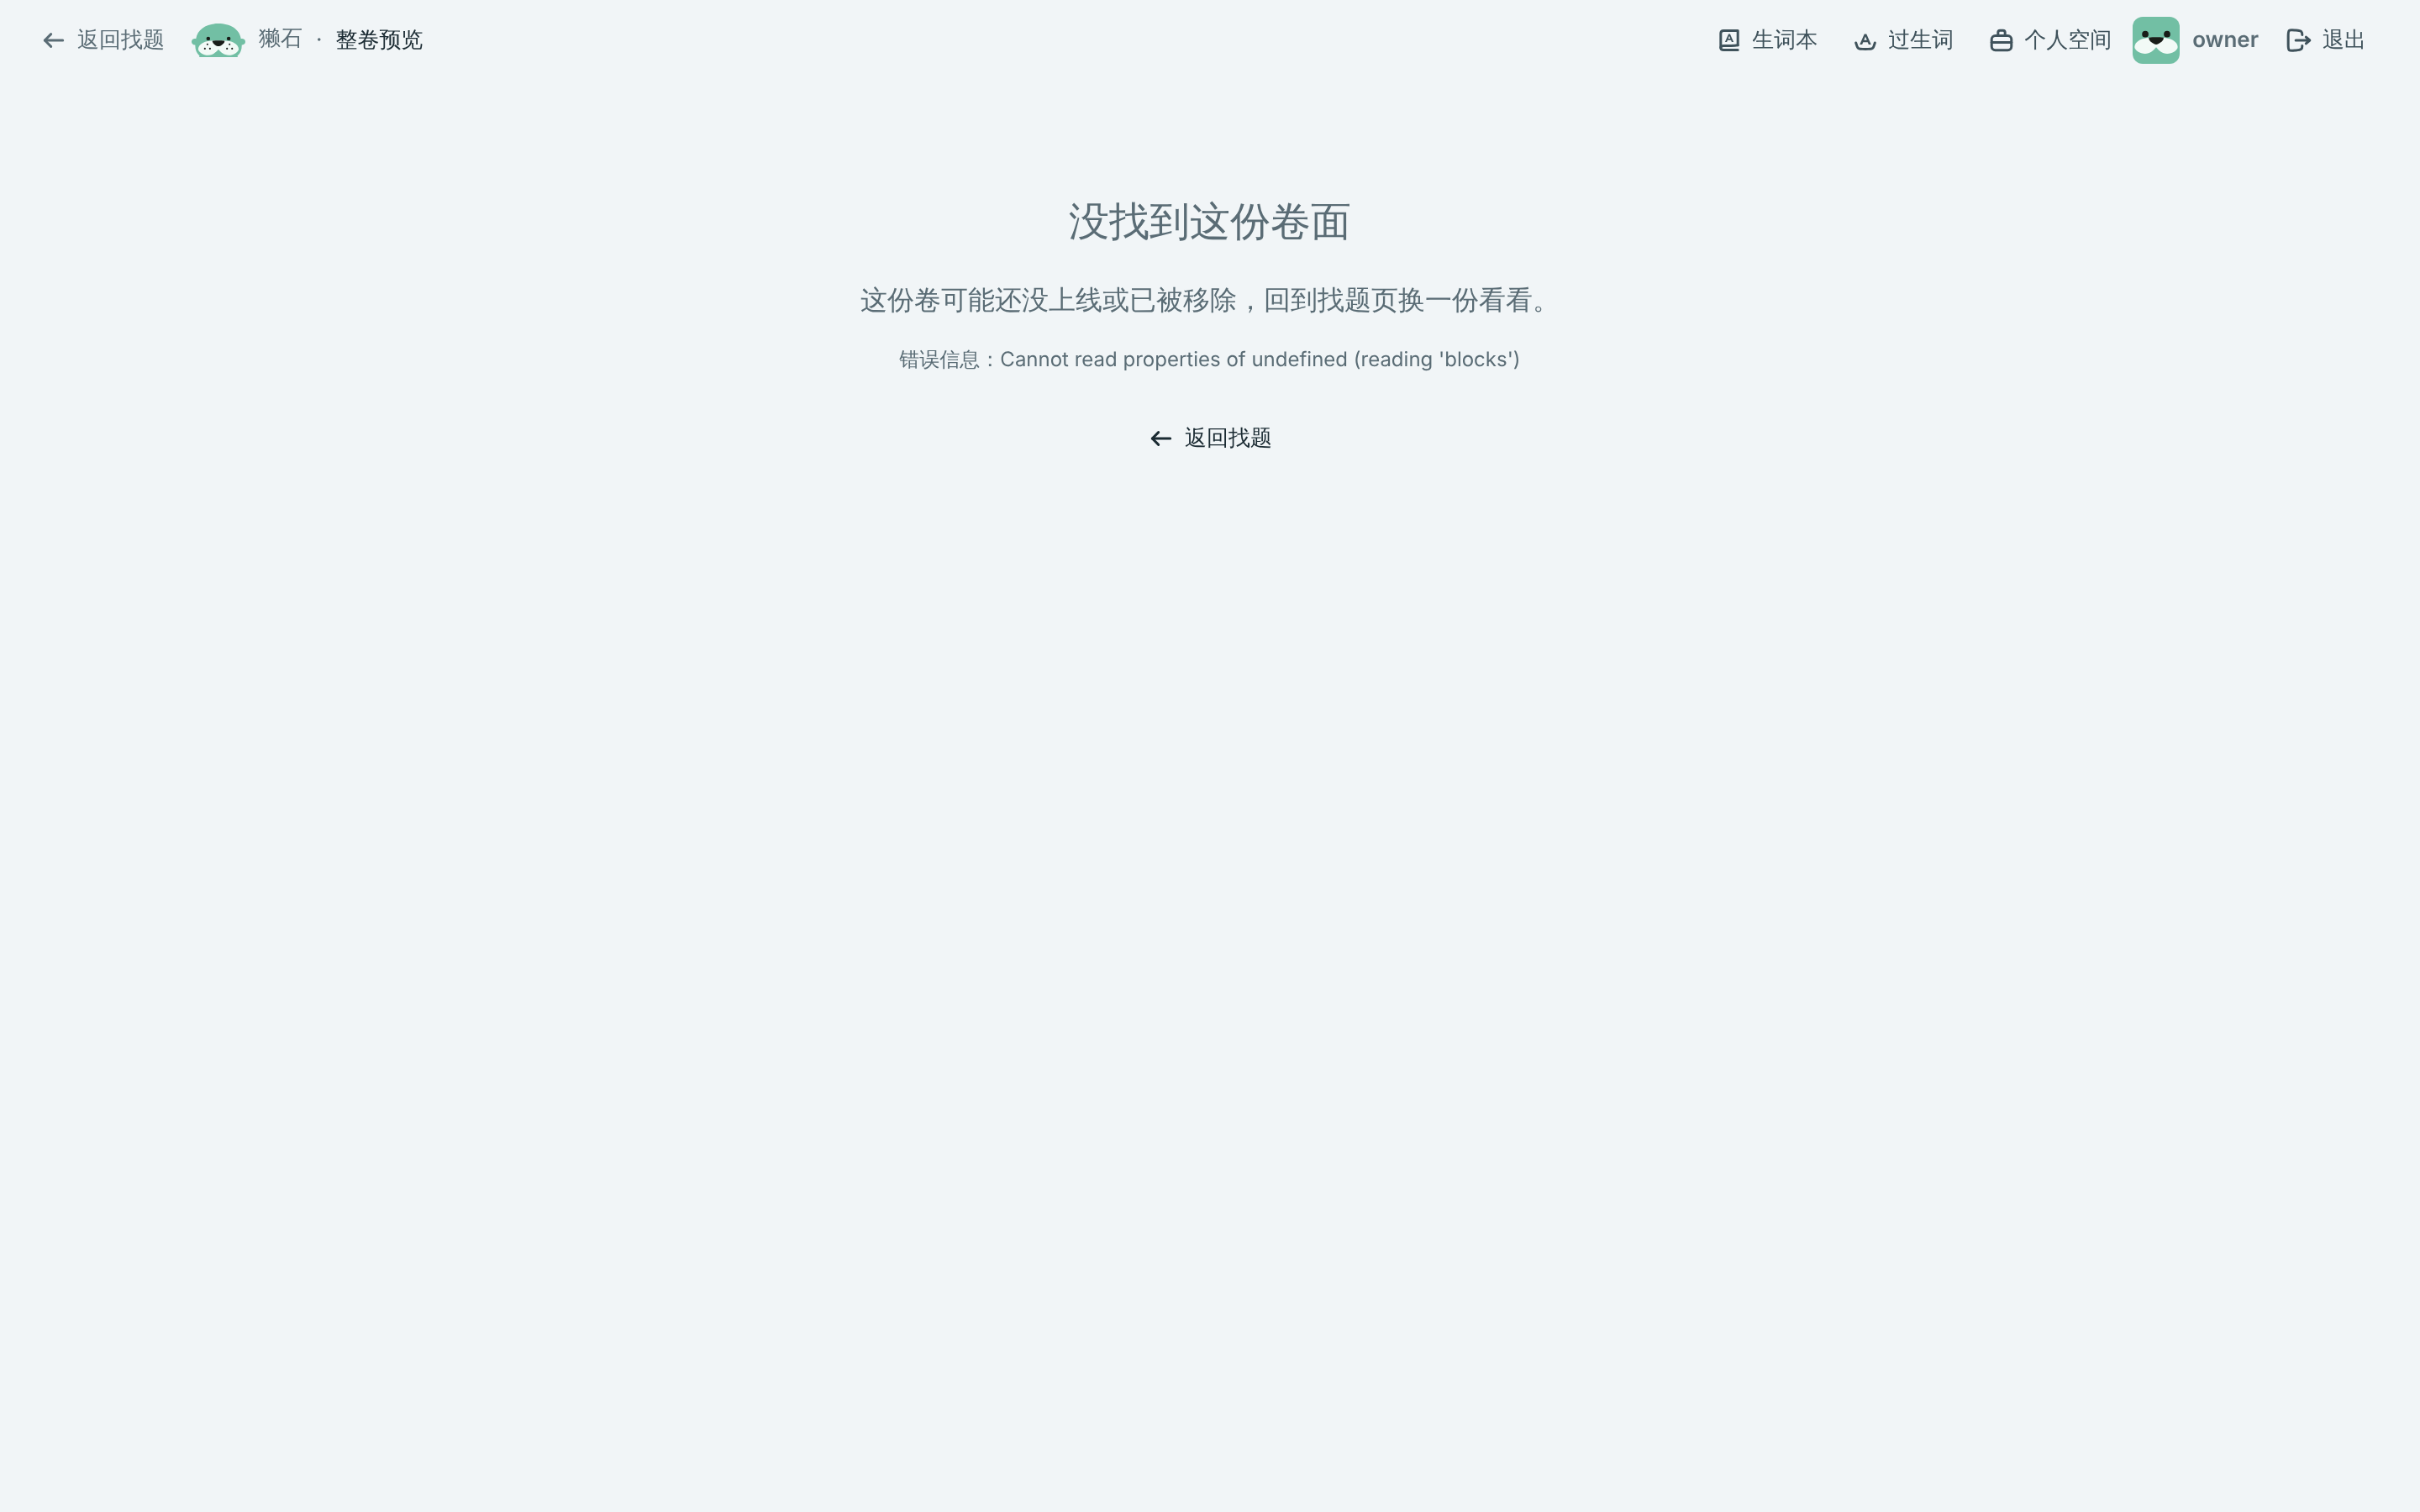 返回找题 獭石 · 整卷预览 生词本 过生词 个人空间 owner 退出
没找到这份卷面
这份卷可能还没上线或已被移除，回到找题页换一份看看。
错误信息：Cannot read properties of undefined (reading 'blocks')
返回找题